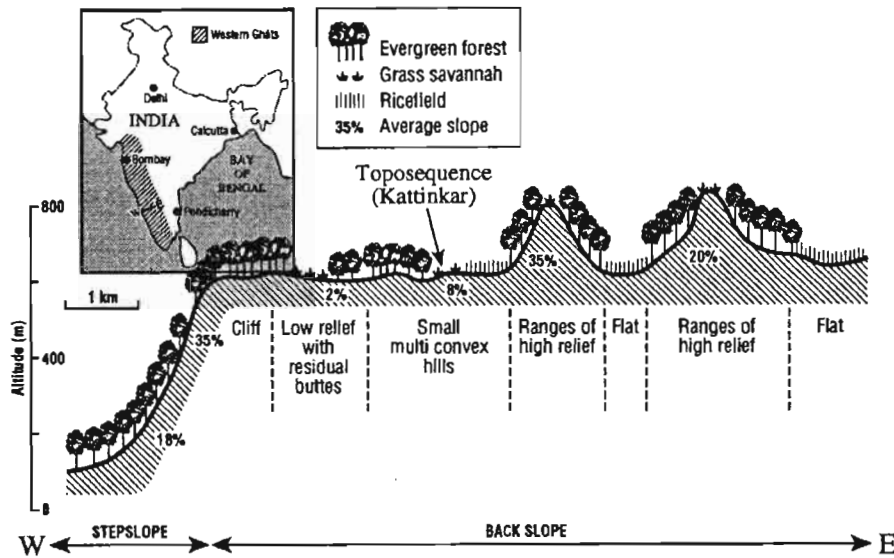 Western Ghâts
Delhi
INDIA
Calcutta
Bombay
BAY
OF
BENGAL
Pondicherry
Evergreen forest
Grass savannah
Ricefield
35% Average slope
Toposequence
(Kattinkar)
800
400
0
Altitude (m)
1 km
35%
18%
2%
8%
35%
20%
Cliff
Low relief
with
residual
buttes
Small
multi convex
hills
Ranges of
high relief
Flat
Ranges of
high relief
Flat
W
STEPSLOPE
BACK SLOPE
E